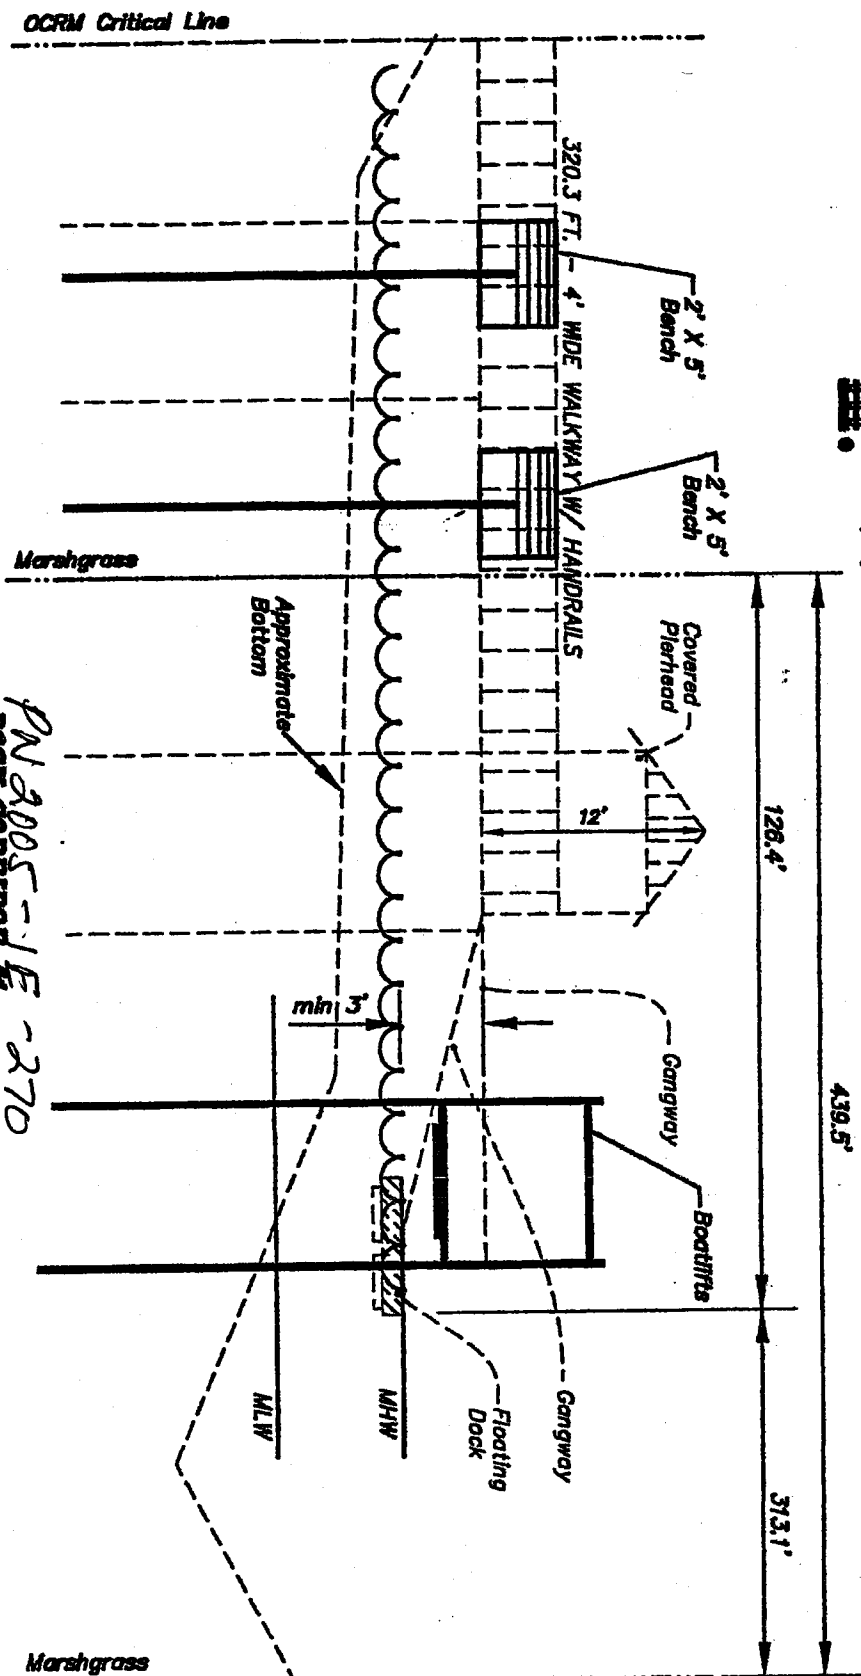 OCRM Critical Line
320.3 FT. - 4' WIDE WALKWAY W/ HANDRAILS
2' X 5'
Bench
2' X 5'
Bench
Marshgrass
Approximate
Bottom
Covered
Pierhead
12'
126.4'
439.5'
min 3'
Gangway
Boatlifts
Gangway
Floating
Dock
MHW
MLW
313.1'
PN 2005-1E-270
Marshgrass